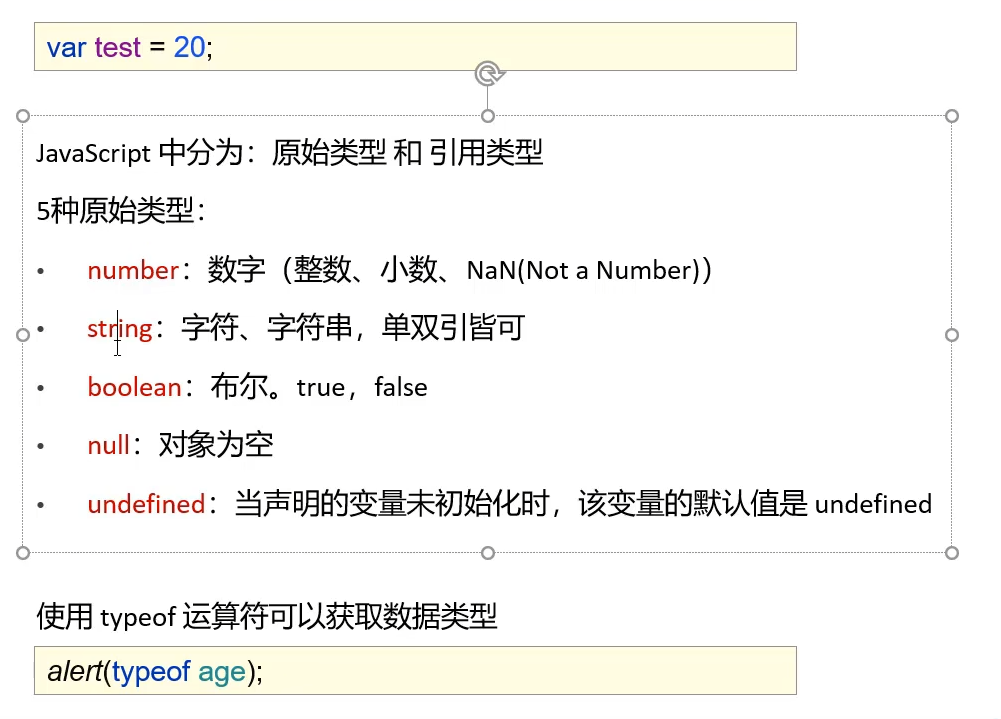 var test = 20;
JavaScript 中分为：原始类型 和 引用类型
5种原始类型：
• number：数字（整数、小数、NaN(Not a Number)）
• string：字符、字符串，单双引皆可
• boolean：布尔。true，false
• null：对象为空
• undefined：当声明的变量未初始化时，该变量的默认值是 undefined
使用 typeof 运算符可以获取数据类型
alert(typeof age);